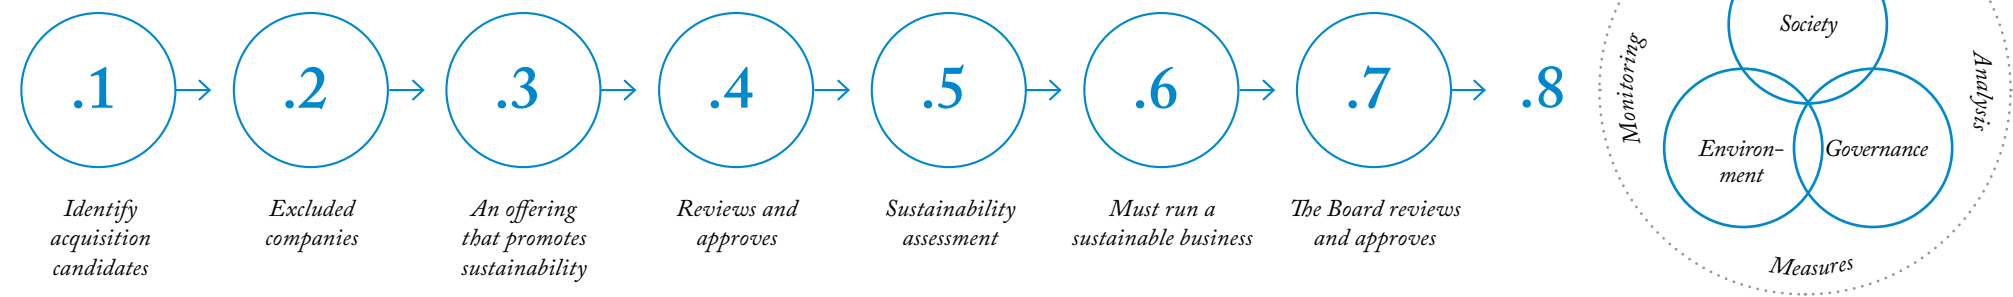 .1
Identify
acquisition
candidates
.2
Excluded
companies
.3
An offering
that promotes
sustainability
.4
Reviews and
approves
.5
Sustainability
assessment
.6
Must run a
sustainable business
.7
The Board reviews
and approves
.8
Monitoring
Society
Analysis
Environ-
ment
Governance
Measures